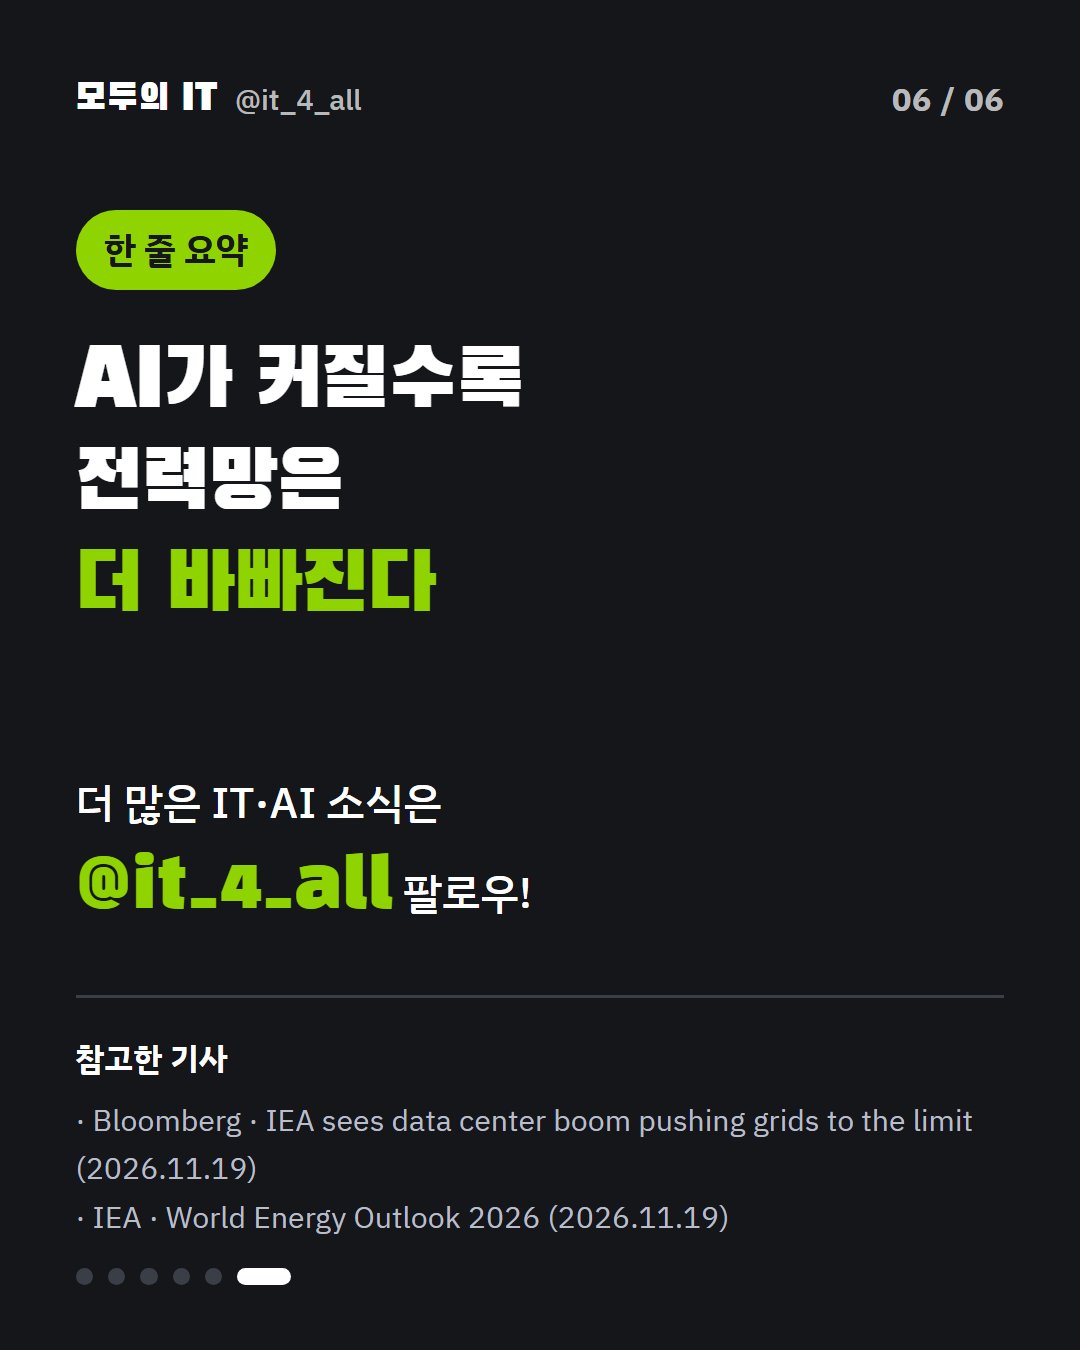 모두의 IT @it_4_all
06 / 06
한 줄 요약
AI가 커질수록
전력망은
더 바빠진다
더 많은 IT·AI 소식은
@it_4_all 팔로우!
참고한 기사
· Bloomberg · IEA sees data center boom pushing grids to the limit
(2026.11.19)
· IEA · World Energy Outlook 2026 (2026.11.19)